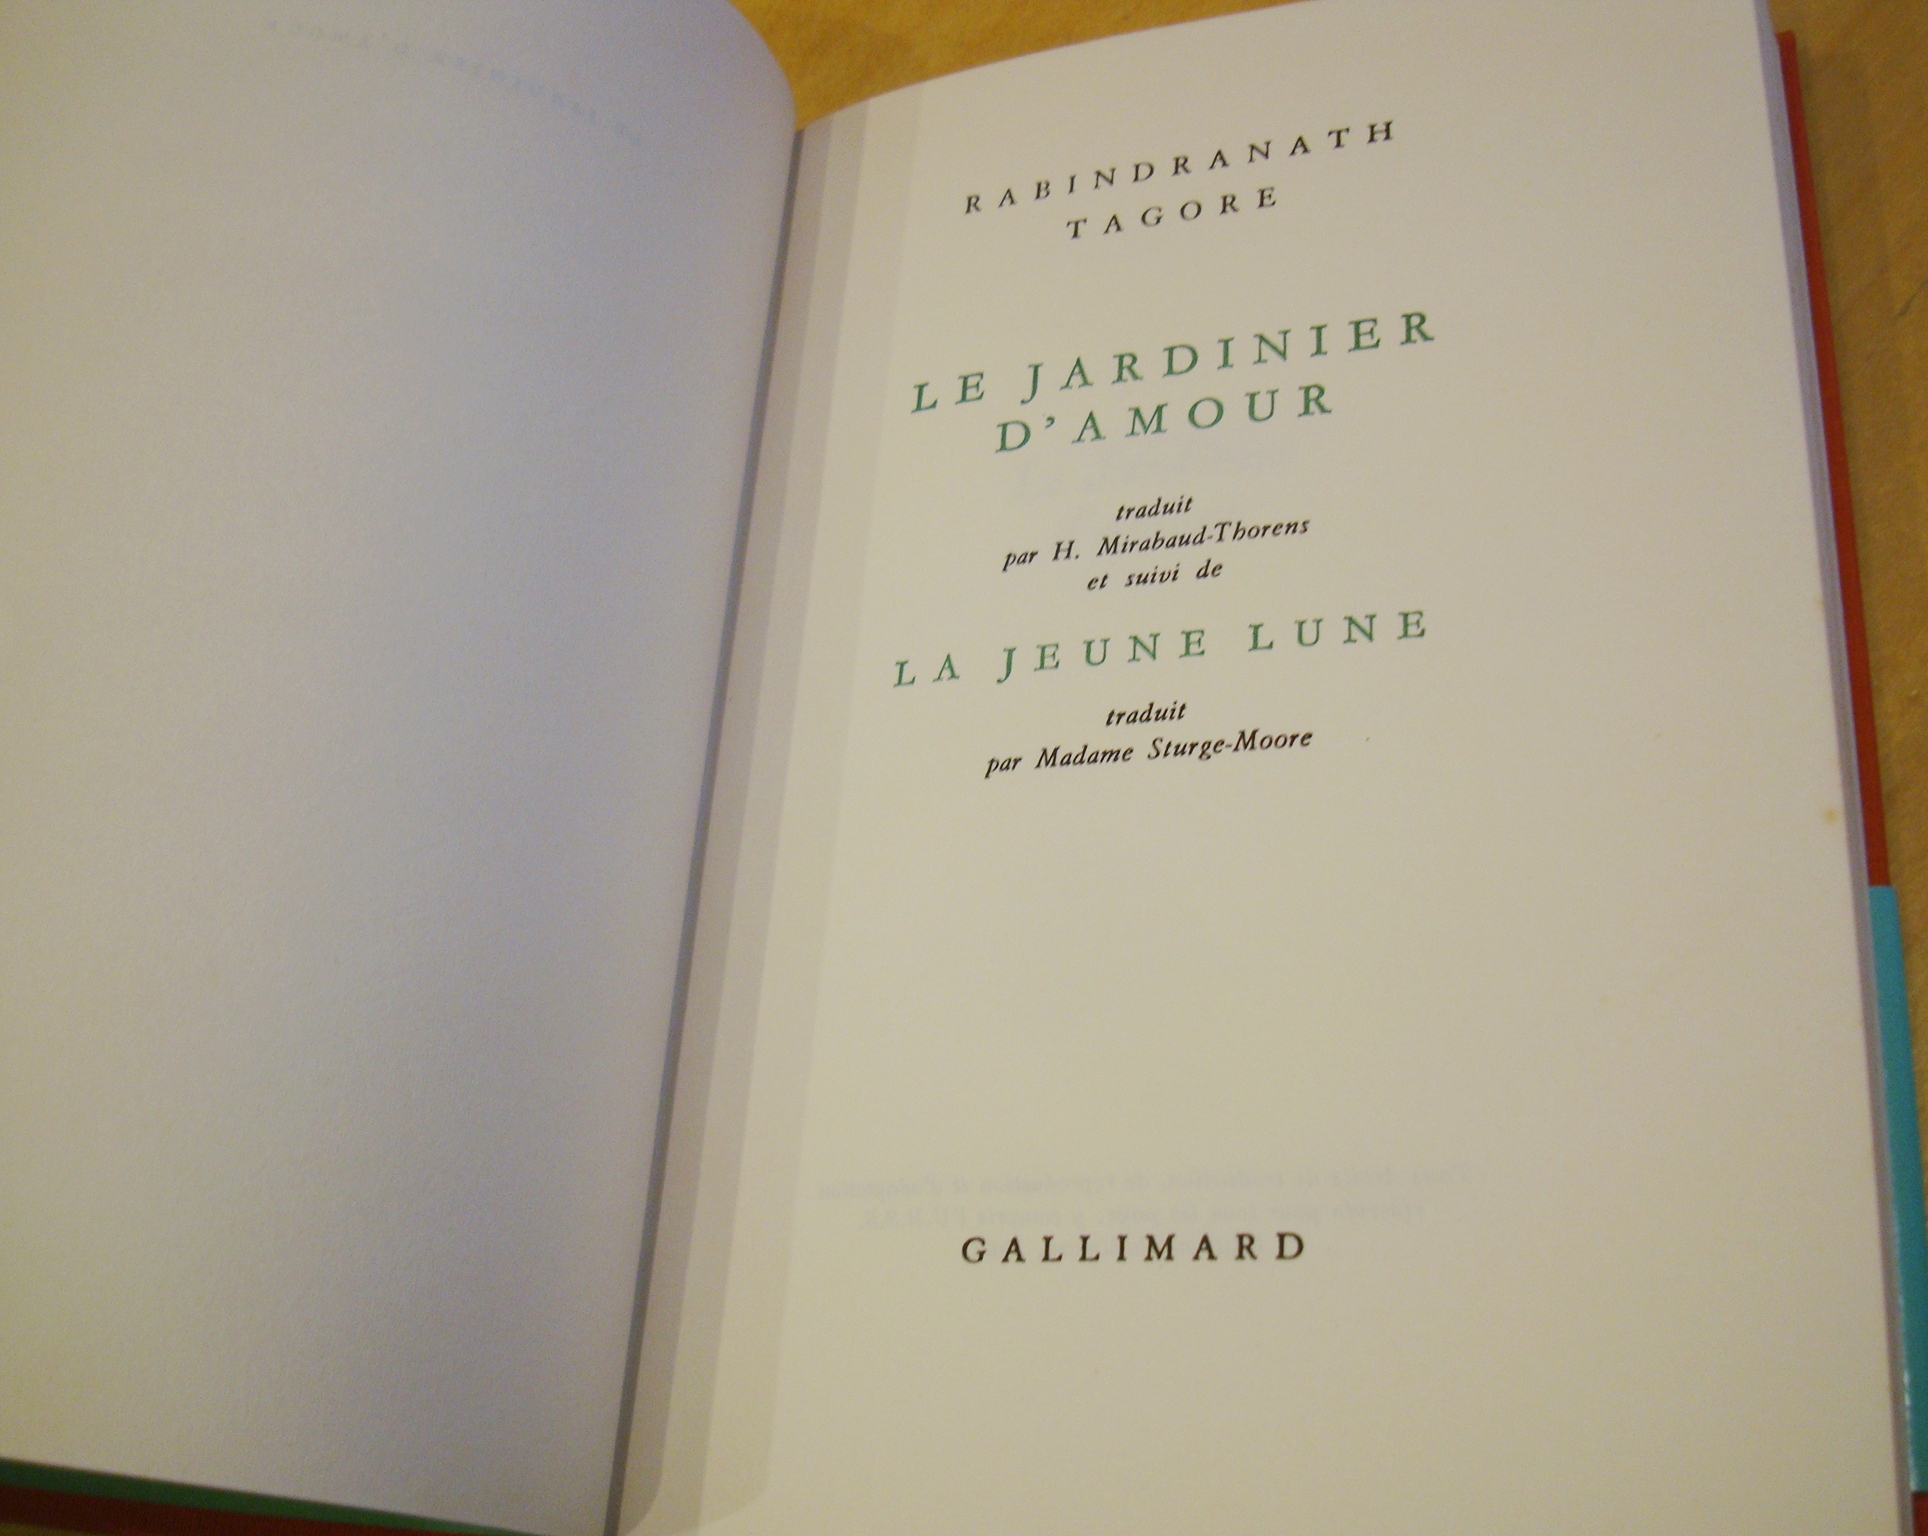 RABINDRANATH
TAGORE
LE JARDINIER
D'AMOUR
traduit
par H. Mirabaud-Thorens
et suivi de
LA JEUNE LUNE
traduit
par Madame Sturge-Moore
GALLIMARD